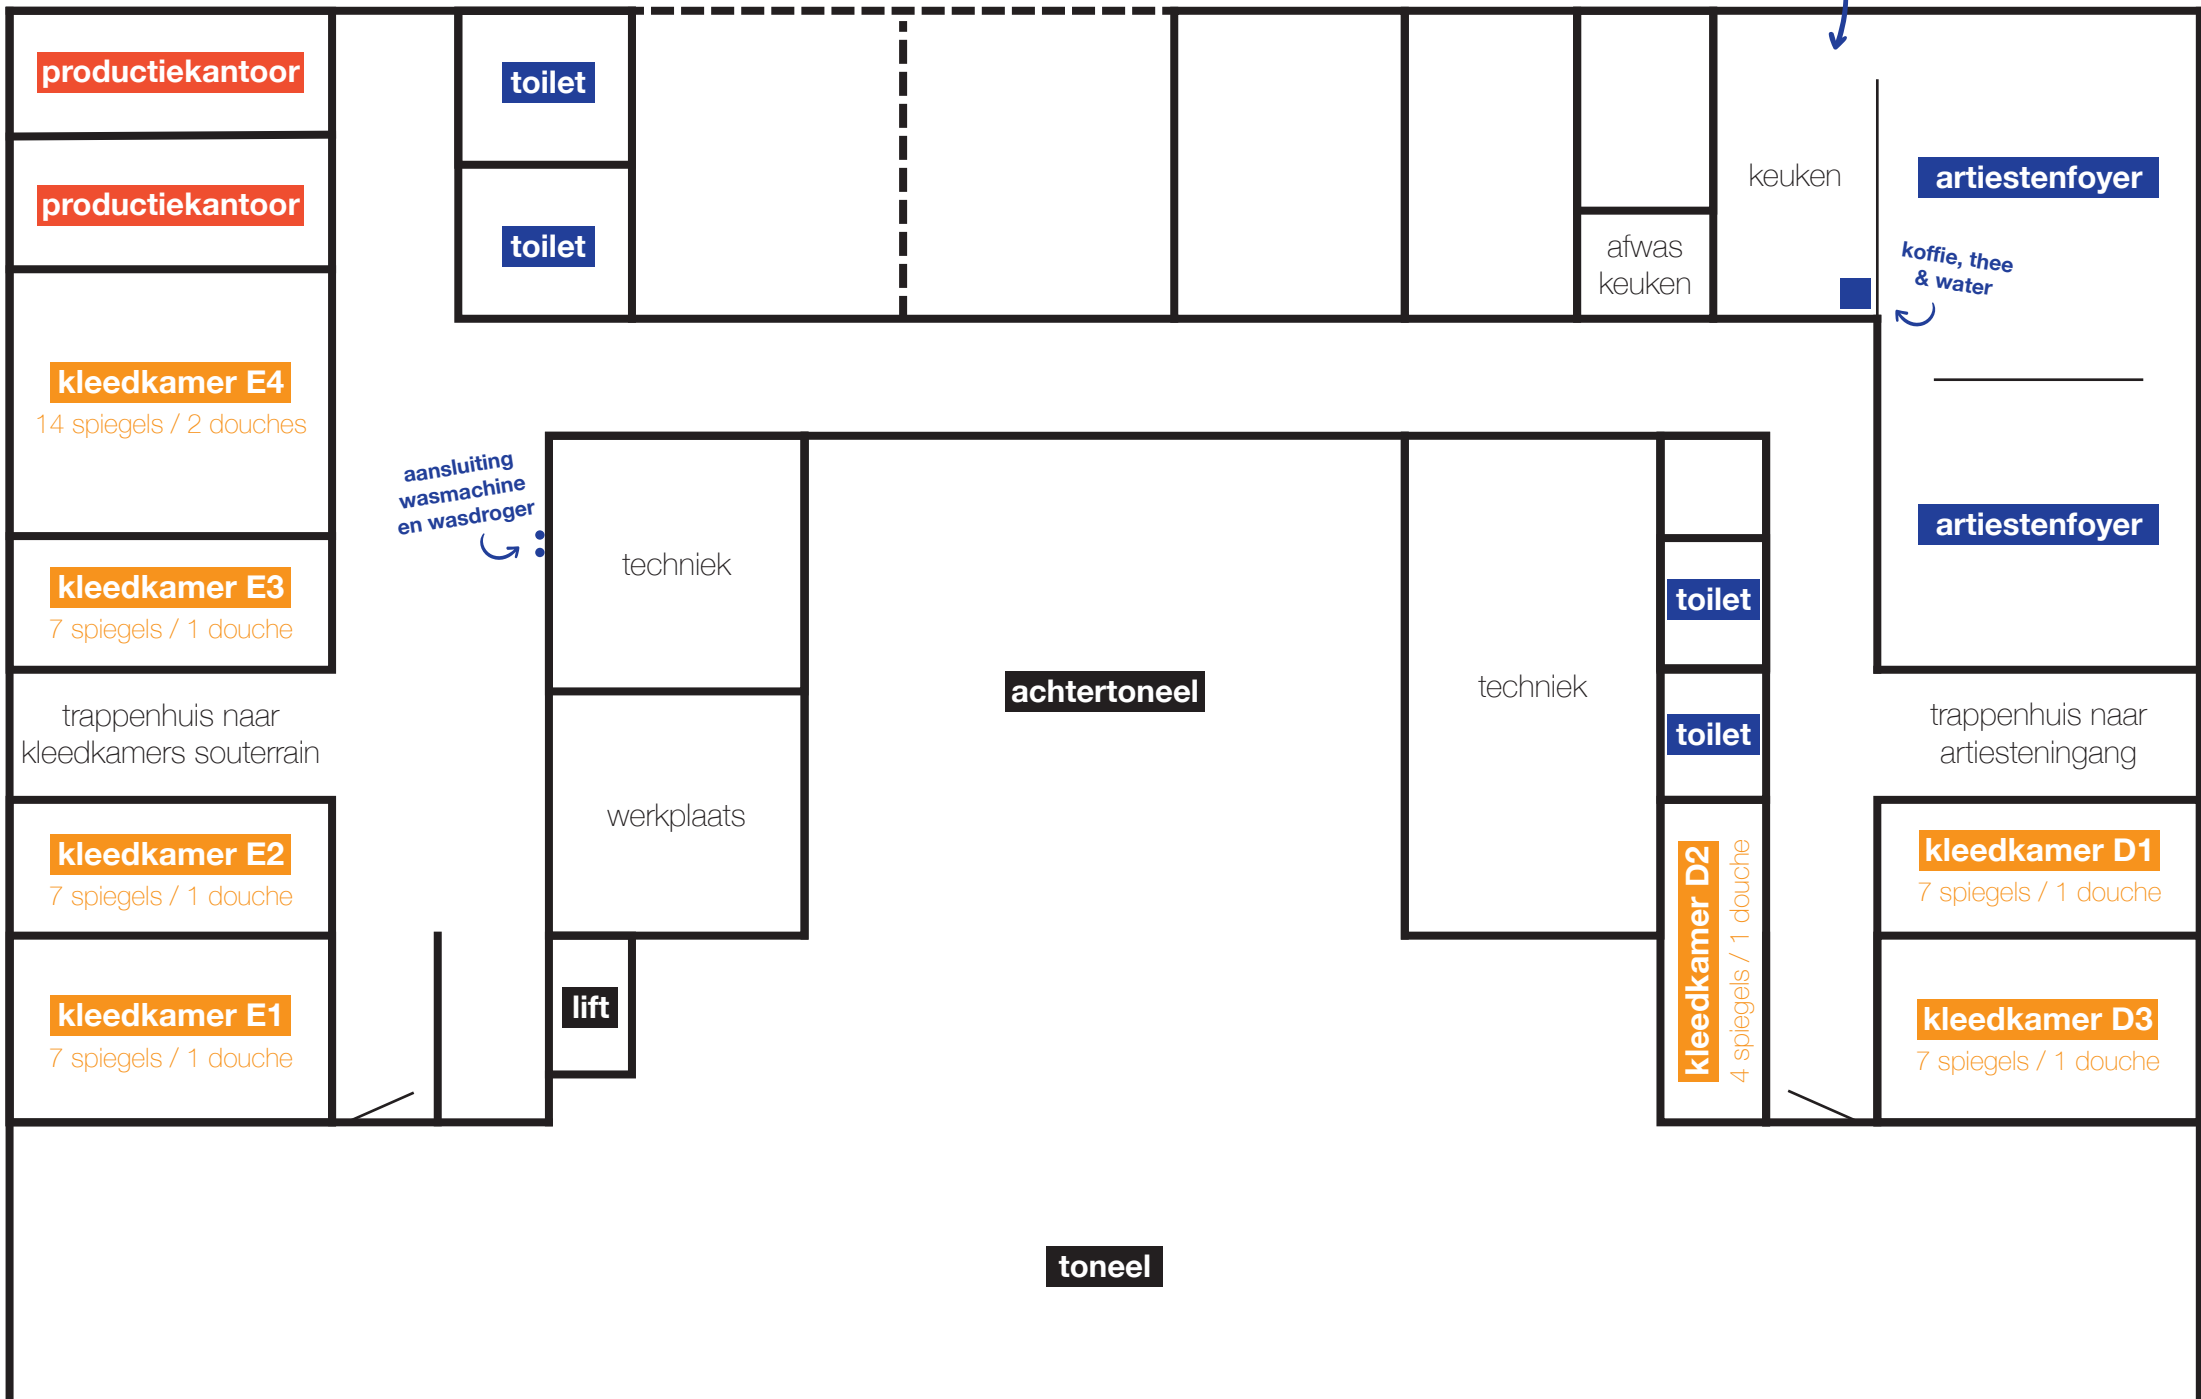 productiekantoor
toilet
productiekantoor
toilet
keuken
artiestenfoyer
afwas
keuken
koffie, thee
& water
kleedkamer E4
14 spiegels / 2 douches
aansluiting
wasmachine
en wasdroger
kleedkamer E3
7 spiegels / 1 douche
techniek
achtertoneel
techniek
toilet
toilet
artiestenfoyer
trappenhuis naar
kleedkamers souterrain
trappenhuis naar
artiesteningang
werkplaats
kleedkamer E2
7 spiegels / 1 douche
kleedkamer D2
4 spiegels / 1 douche
kleedkamer D1
7 spiegels / 1 douche
kleedkamer E1
7 spiegels / 1 douche
lift
kleedkamer D3
7 spiegels / 1 douche
toneel